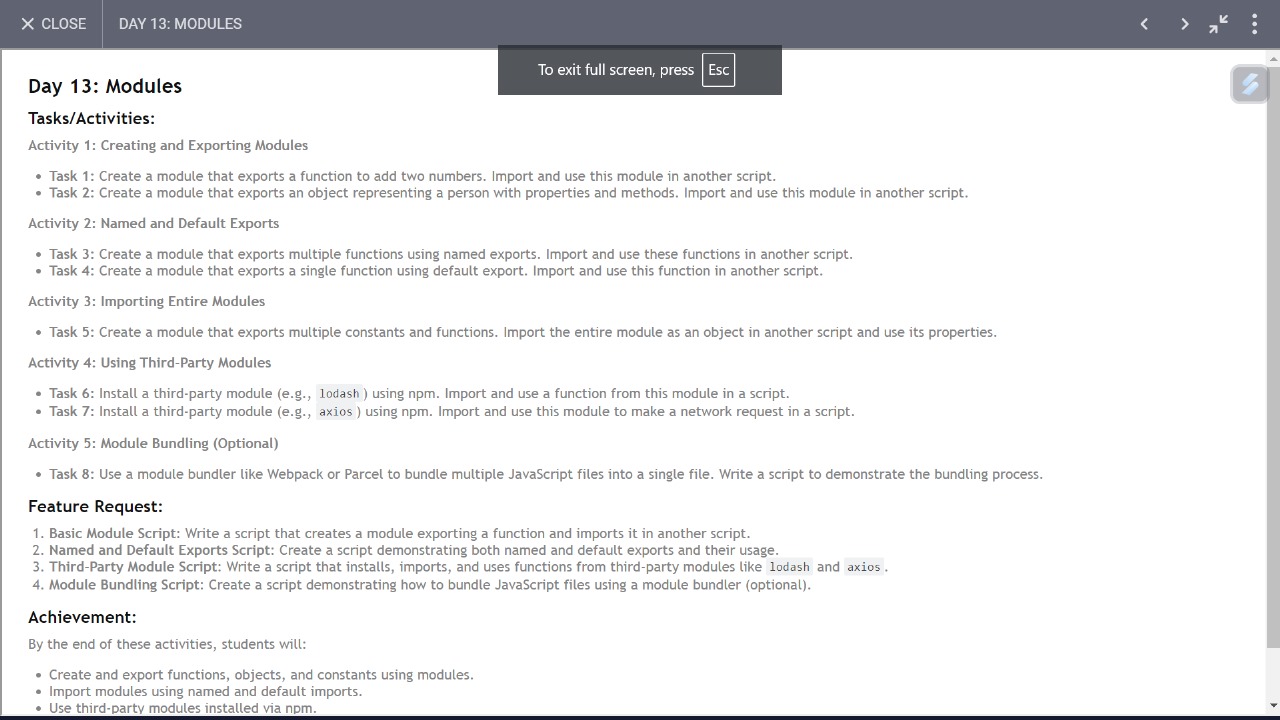 CLOSE DAY 13: MODULES
To exit full screen, press Esc
Day 13: Modules
Tasks/Activities:
Activity 1: Creating and Exporting Modules
• Task 1: Create a module that exports a function to add two numbers. Import and use this module in another script.
• Task 2: Create a module that exports an object representing a person with properties and methods. Import and use this module in another script.
Activity 2: Named and Default Exports
• Task 3: Create a module that exports multiple functions using named exports. Import and use these functions in another script.
• Task 4: Create a module that exports a single function using default export. Import and use this function in another script.
Activity 3: Importing Entire Modules
• Task 5: Create a module that exports multiple constants and functions. Import the entire module as an object in another script and use its properties.
Activity 4: Using Third-Party Modules
• Task 6: Install a third-party module (e.g., lodash) using npm. Import and use a function from this module in a script.
• Task 7: Install a third-party module (e.g., axios) using npm. Import and use this module to make a network request in a script.
Activity 5: Module Bundling (Optional)
• Task 8: Use a module bundler like Webpack or Parcel to bundle multiple JavaScript files into a single file. Write a script to demonstrate the bundling process.
Feature Request:
1. Basic Module Script: Write a script that creates a module exporting a function and imports it in another script.
2. Named and Default Exports Script: Create a script demonstrating both named and default exports and their usage.
3. Third-Party Module Script: Write a script that installs, imports, and uses functions from third-party modules like lodash and axios.
4. Module Bundling Script: Create a script demonstrating how to bundle JavaScript files using a module bundler (optional).
Achievement:
By the end of these activities, students will:
• Create and export functions, objects, and constants using modules.
• Import modules using named and default imports.
• Use third-party modules installed via npm.